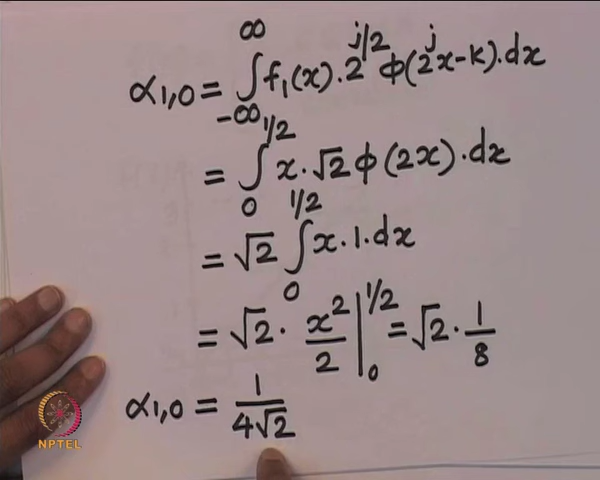 α1,0 = ∫_{-∞}^{∞} f₁(x) · 2^{j/2} Φ(2^j x − k) · dx
= ∫_0^{1/2} x · √2 Φ(2x) · dx
= √2 ∫_0^{1/2} x · 1 · dx
= √2 · x²/2 |_0^{1/2} = √2 · 1/8
α1,0 = 1/4√2
NPTEL